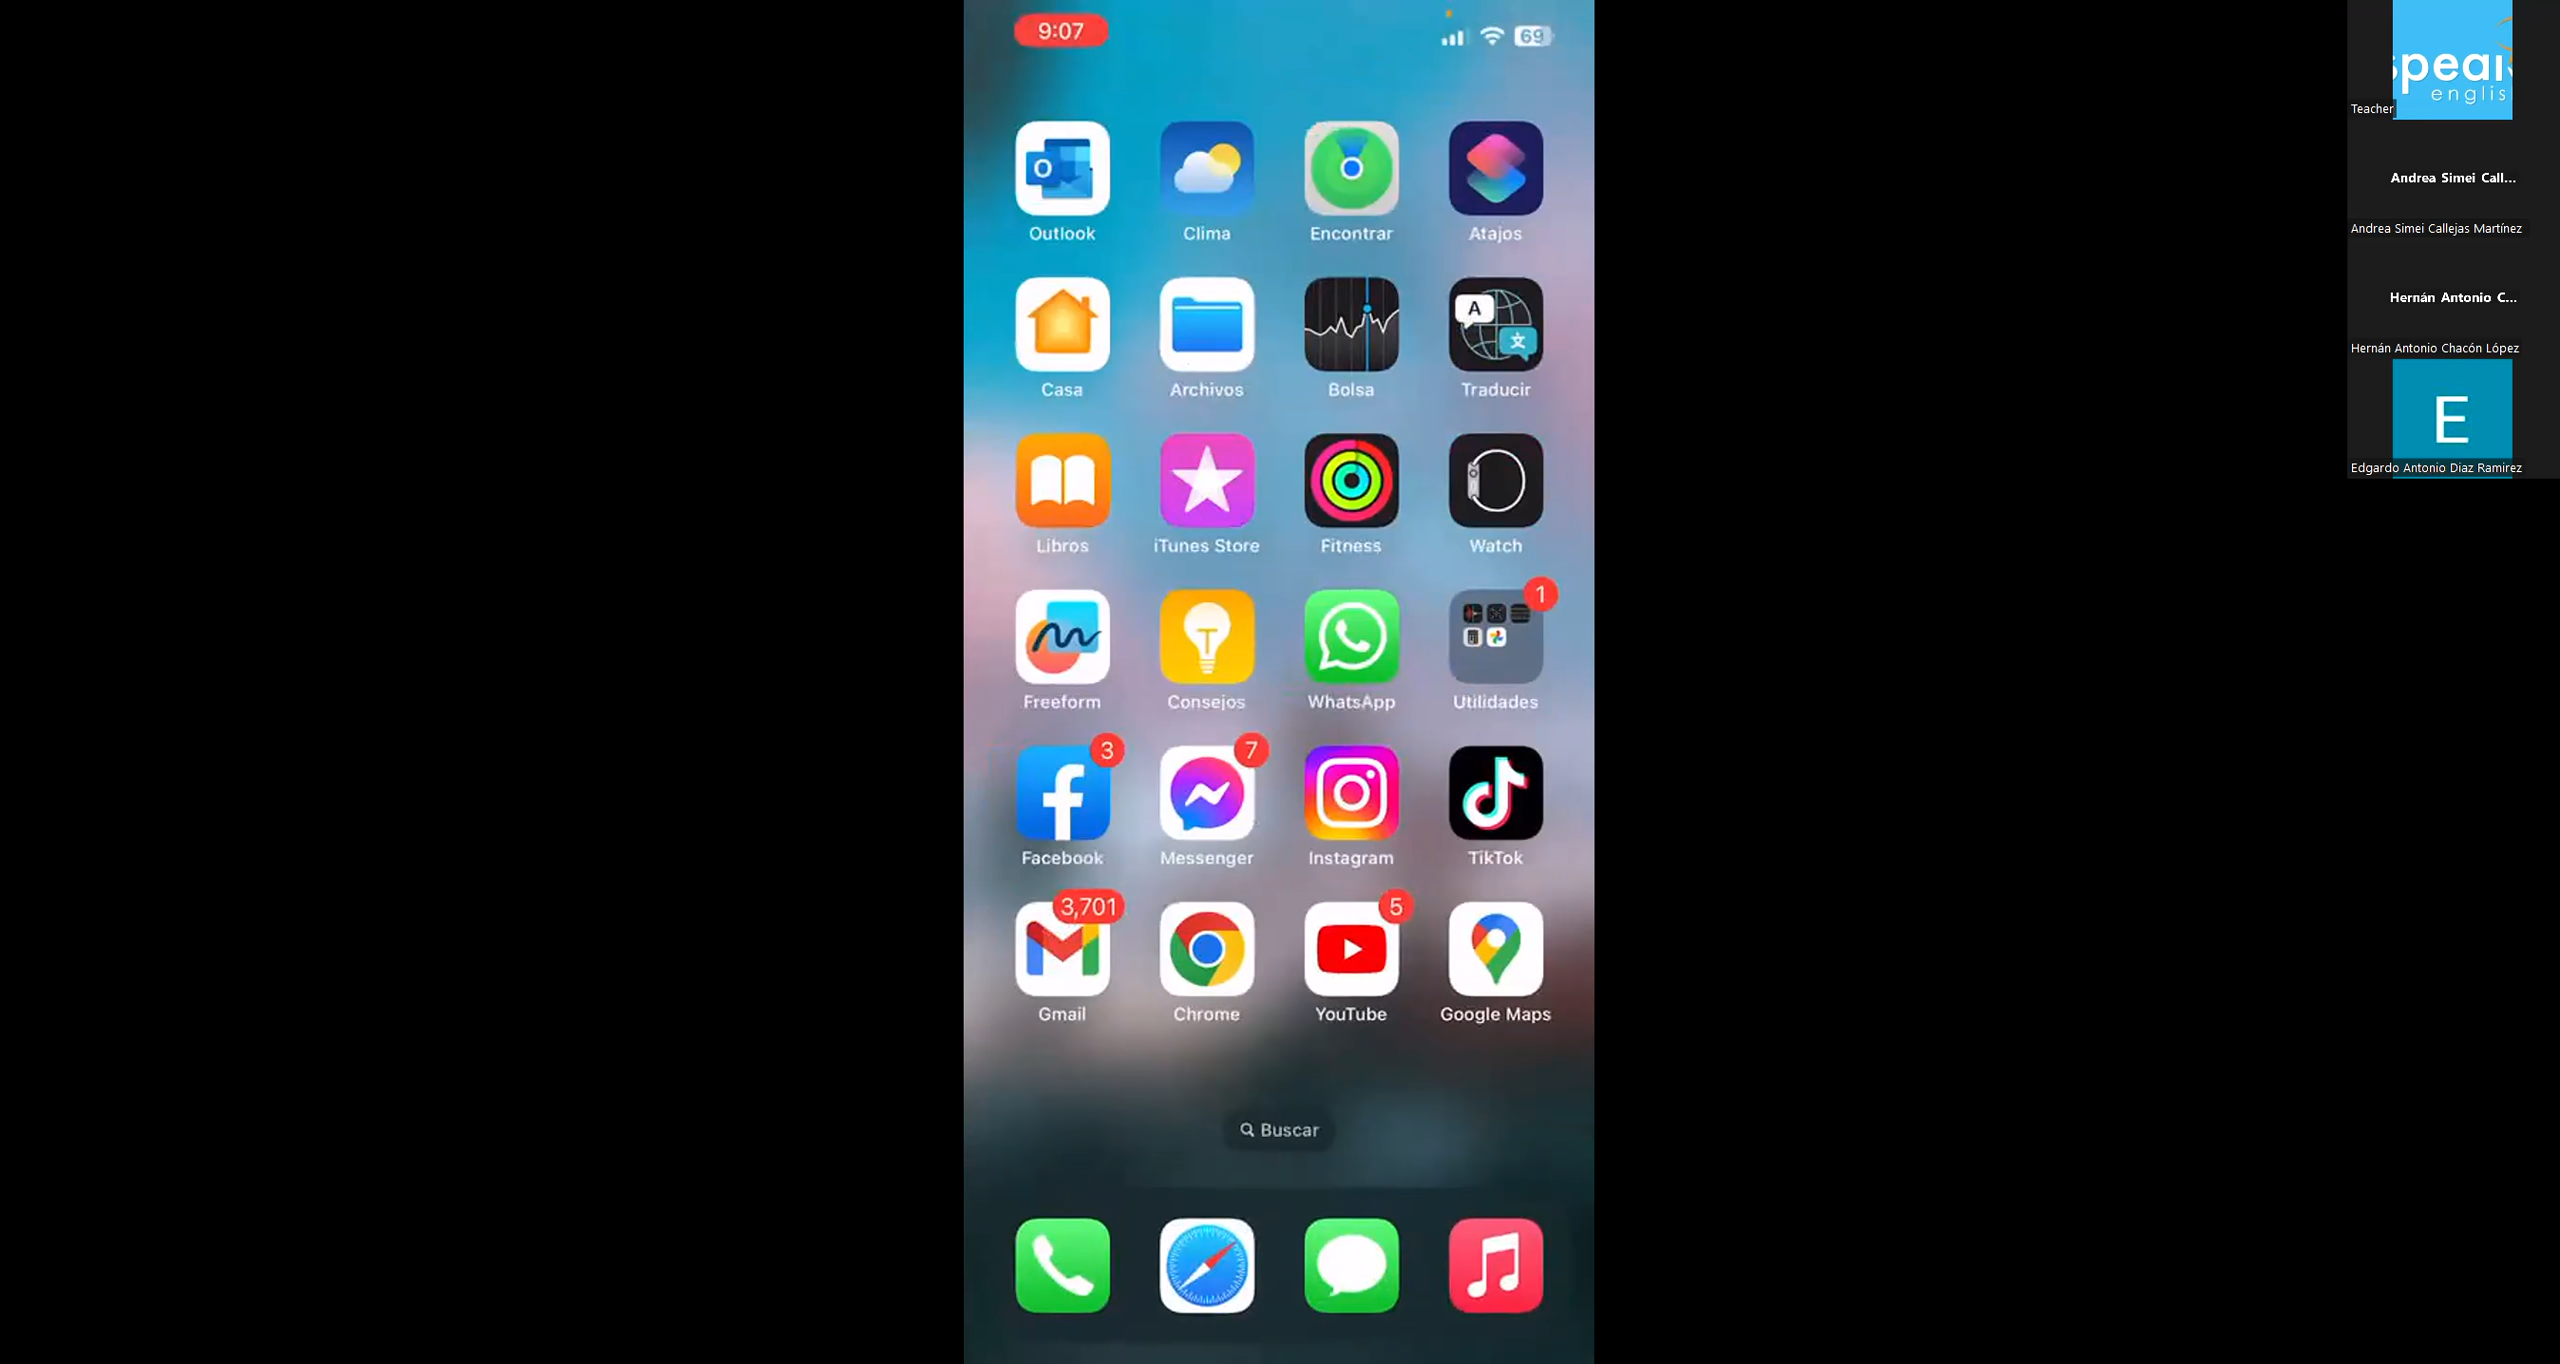 9:07
69
Outlook
Clima
Encontrar
Atajos
Casa
Archivos
Bolsa
Traducir
Libros
iTunes Store
Fitness
Watch
1
Freeform
Consejos
WhatsApp
Utilidades
3
7
Facebook
Messenger
Instagram
TikTok
3,701
5
Gmail
Chrome
YouTube
Google Maps
Buscar
englis
Teacher
Andrea Simei Call...
Andrea Simei Callejas Martínez
Hernán Antonio C...
Hernán Antonio Chacón López
E
Edgardo Antonio Diaz Ramirez